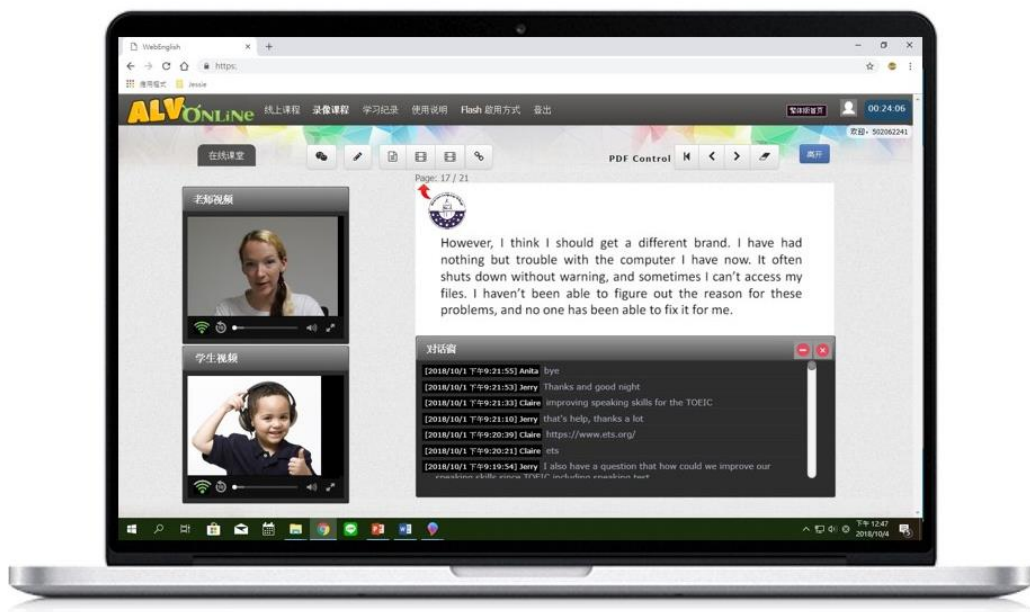 WebEnglish
https:
應用程式 Jessie
ALV ONLiNe 线上课程 录像课程 学习纪录 使用说明 Flash 啟用方式 登出 繁体版首页 00:24:06
欢迎，502062241
在线课堂 PDF Control 离开
Page: 17 / 21
老师视频
However, I think I should get a different brand. I have had
nothing but trouble with the computer I have now. It often
shuts down without warning, and sometimes I can't access my
files. I haven't been able to figure out the reason for these
problems, and no one has been able to fix it for me.
学生视频
对话窗
[2018/10/1 下午9:21:55] Anita bye
[2018/10/1 下午9:21:53] Jerry Thanks and good night
[2018/10/1 下午9:21:33] Claire improving speaking skills for the TOEIC
[2018/10/1 下午9:21:10] Jerry that's help, thanks a lot
[2018/10/1 下午9:20:39] Claire https://www.ets.org/
[2018/10/1 下午9:20:21] Claire ets
[2018/10/1 下午9:19:54] Jerry I also have a question that how could we improve our
speaking skills since TOEIC including speaking test
下午 12:47
2018/10/4